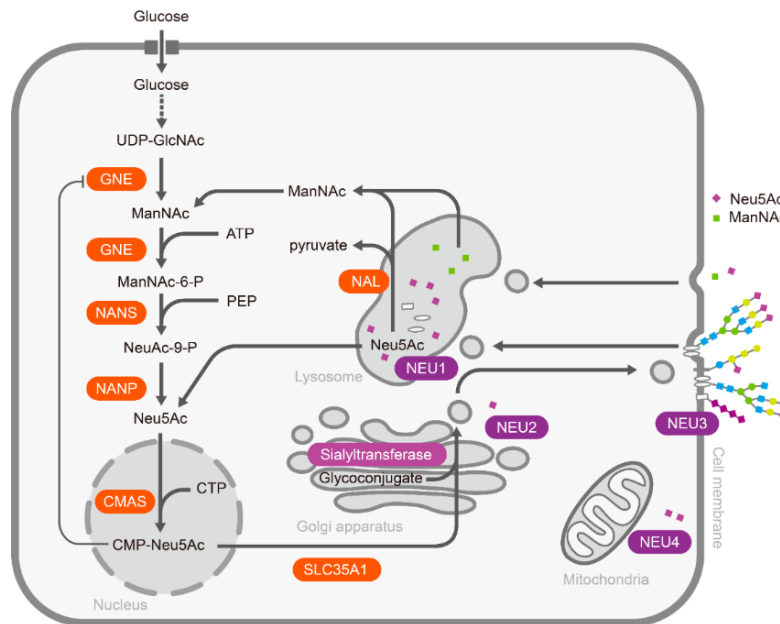 Glucose
Glucose
UDP-GlcNAc
GNE
ManNAc
ManNAc
Neu5Ac
ManNAc
GNE
ATP
pyruvate
ManNAc-6-P
NAL
NANS
PEP
NeuAc-9-P
Neu5Ac
Lysosome
NEU1
NANP
Neu5Ac
NEU2
NEU3
Sialyltransferase
Glycoconjugate
CMAS
CTP
Golgi apparatus
Cell membrane
CMP-Neu5Ac
NEU4
SLC35A1
Mitochondria
Nucleus